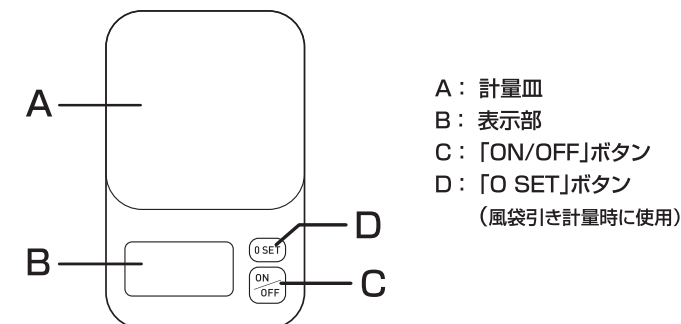 A
B
0 SET
ON
OFF
D
C
A： 計量皿
B： 表示部
C：「ON/OFF」ボタン
D：「0 SET」ボタン
（風袋引き計量時に使用）